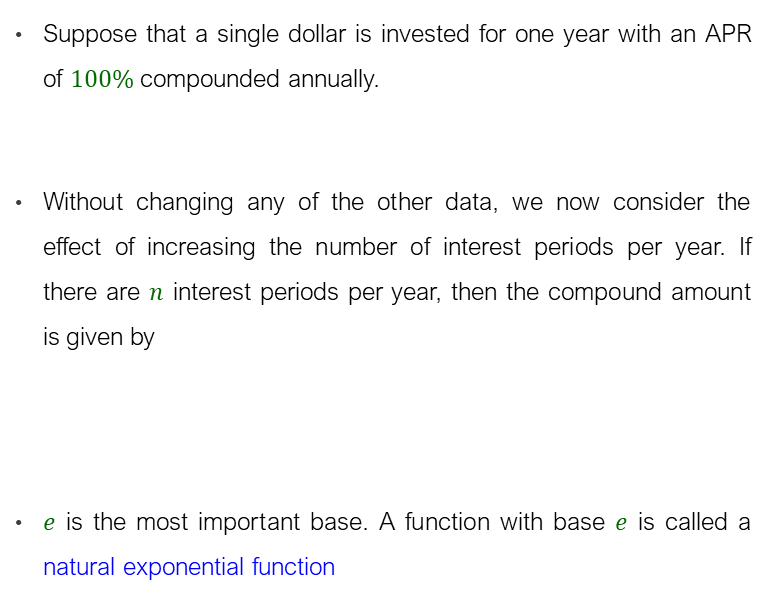 • Suppose that a single dollar is invested for one year with an APR
of 100% compounded annually.
• Without changing any of the other data, we now consider the
effect of increasing the number of interest periods per year. If
there are n interest periods per year, then the compound amount
is given by
• e is the most important base. A function with base e is called a
natural exponential function